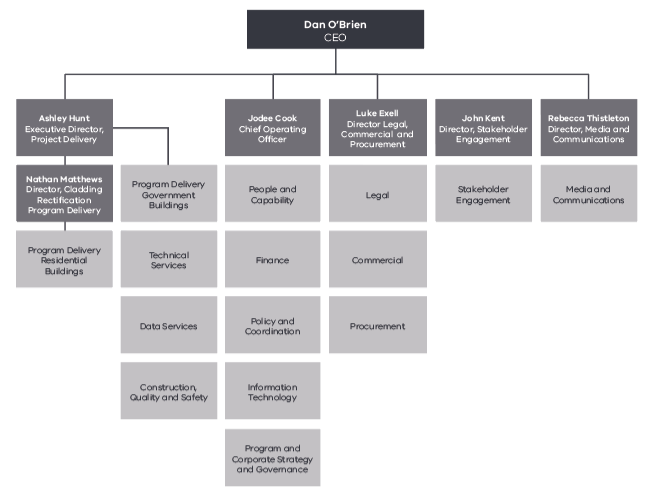 Dan O'Brien
CEO
Ashley Hunt
Executive Director,
Project Delivery
Jodee Cook
Chief Operating
Officer
Luke Exell
Director Legal,
Commercial and
Procurement
John Kent
Director, Stakeholder
Engagement
Rebecca Thistleton
Director, Media and
Communications
Nathan Matthews
Director, Cladding
Rectification
Program Delivery
Program Delivery
Government
Buildings
People and
Capability
Legal
Stakeholder
Engagement
Media and
Communications
Program Delivery
Residential
Buildings
Technical
Services
Finance
Commercial
Data Services
Policy and
Coordination
Procurement
Construction,
Quality and Safety
Information
Technology
Program and
Corporate Strategy
and Governance